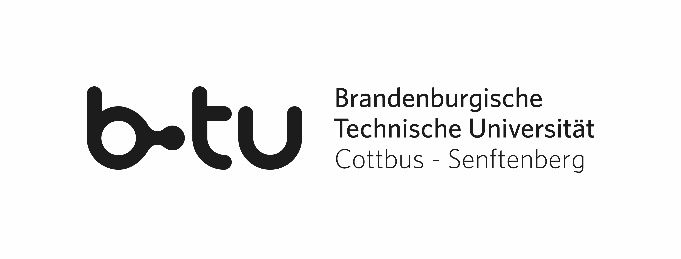 b-tu
Brandenburgische
Technische Universität
Cottbus - Senftenberg